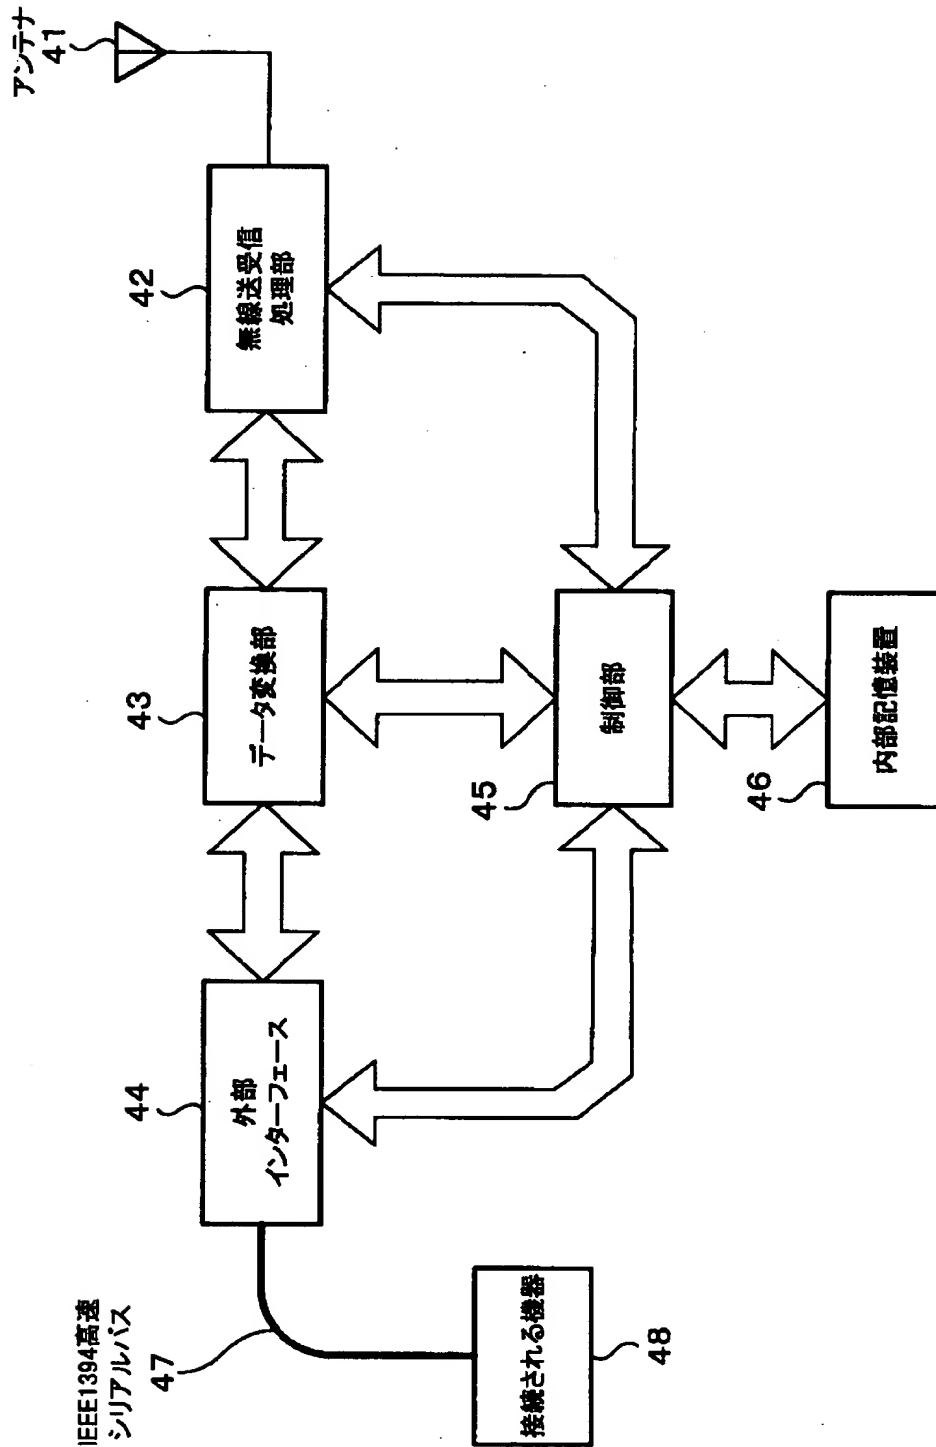 IEEE1394高速
シリアルバス
47
接続される機器
48
44
外部
インターフェース
43
データ変換部
42
無線送受信
処理部
アンテナ
41
45
制御部
46
内部記憶装置